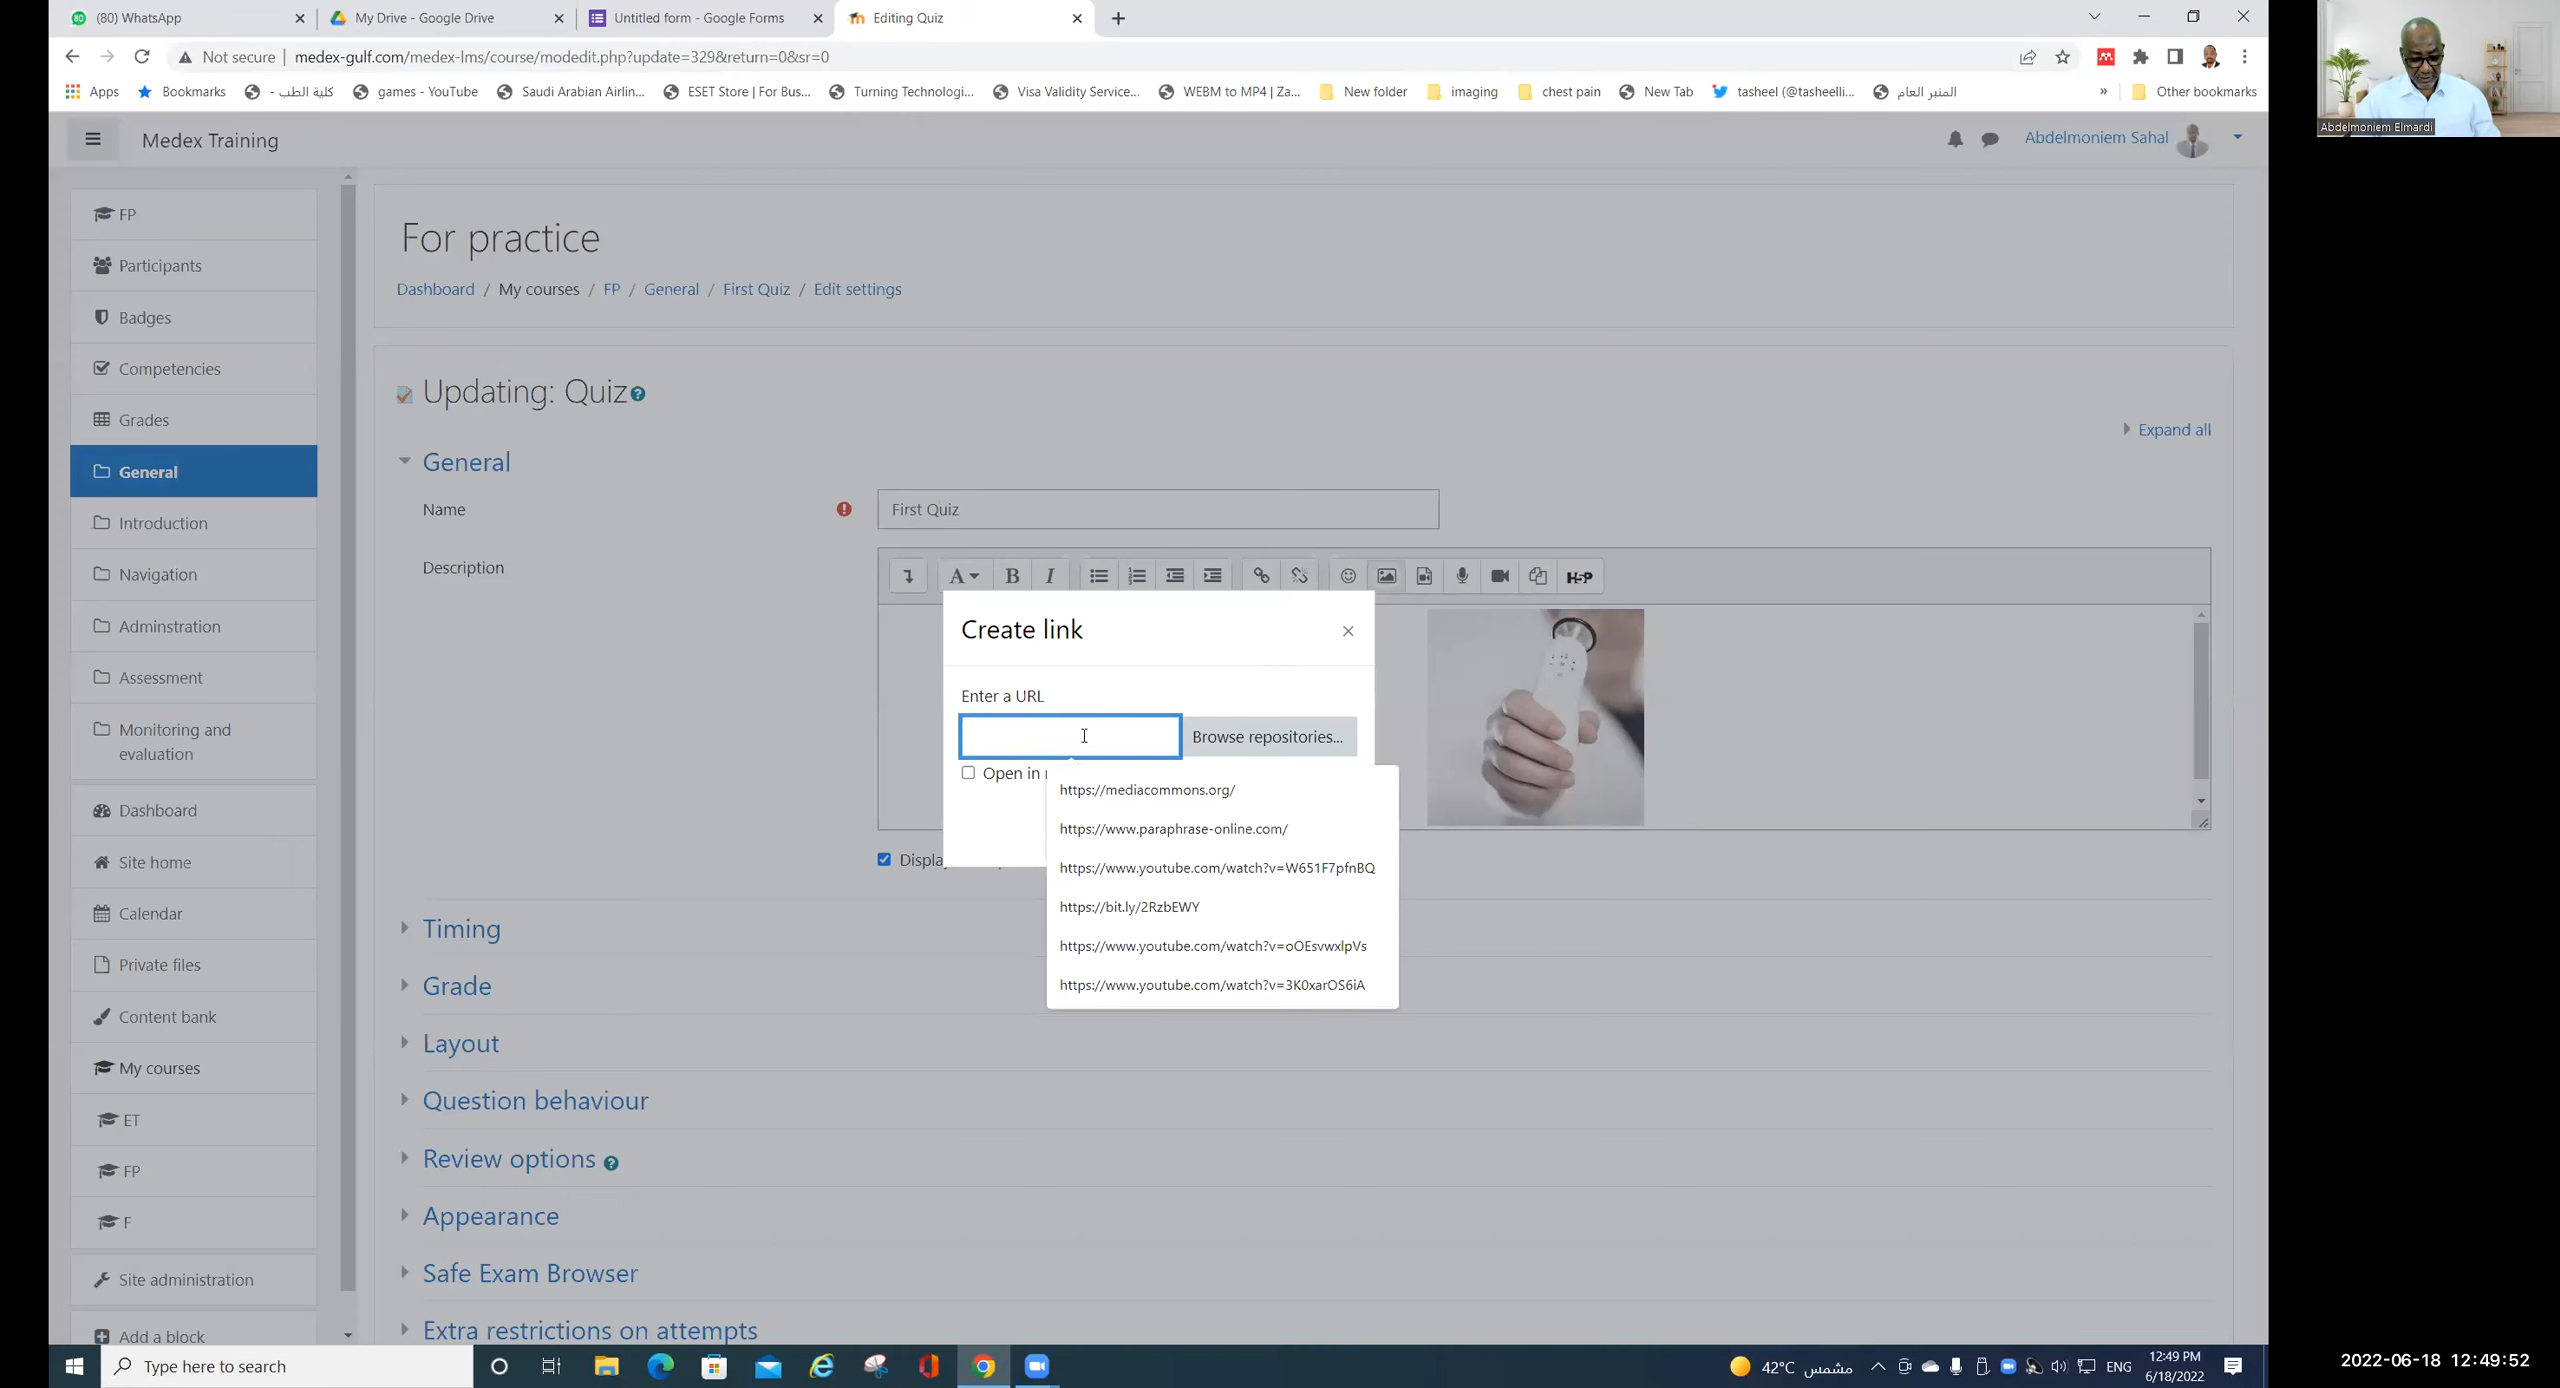 (80) WhatsApp
My Drive - Google Drive
Untitled form - Google Forms
Editing Quiz
Not secure
medex-gulf.com/medex-lms/course/modedit.php?update=329&return=0&sr=0
Apps
Bookmarks
كلية الطب -
games - YouTube
Saudi Arabian Airlin...
ESET Store | For Bus...
Turning Technologi...
Visa Validity Service...
WEBM to MP4 | Za...
New folder
imaging
chest pain
New Tab
tasheel (@tasheelli...
المنبر العام
»
Other bookmarks
Abdelmoniem Elmardi
Medex Training
Abdelmoniem Sahal
FP
Participants
Badges
Competencies
Grades
General
Introduction
Navigation
Adminstration
Assessment
Monitoring and
evaluation
Dashboard
Site home
Calendar
Private files
Content bank
My courses
ET
FP
F
Site administration
Add a block
For practice
Dashboard / My courses / FP / General / First Quiz / Edit settings
Updating: Quiz
Expand all
General
Name
First Quiz
Description
A B I
H5P
Create link
×
Enter a URL
Browse repositories...
Open in
https://mediacommons.org/
https://www.paraphrase-online.com/
https://www.youtube.com/watch?v=W651F7pfnBQ
https://bit.ly/2RzbEWY
https://www.youtube.com/watch?v=oOEsvwxlpVs
https://www.youtube.com/watch?v=3K0xarOS6iA
Displa
Timing
Grade
Layout
Question behaviour
Review options
Appearance
Safe Exam Browser
Extra restrictions on attempts
Type here to search
42°C مشمس
ENG
12:49 PM
6/18/2022
2022-06-18 12:49:52